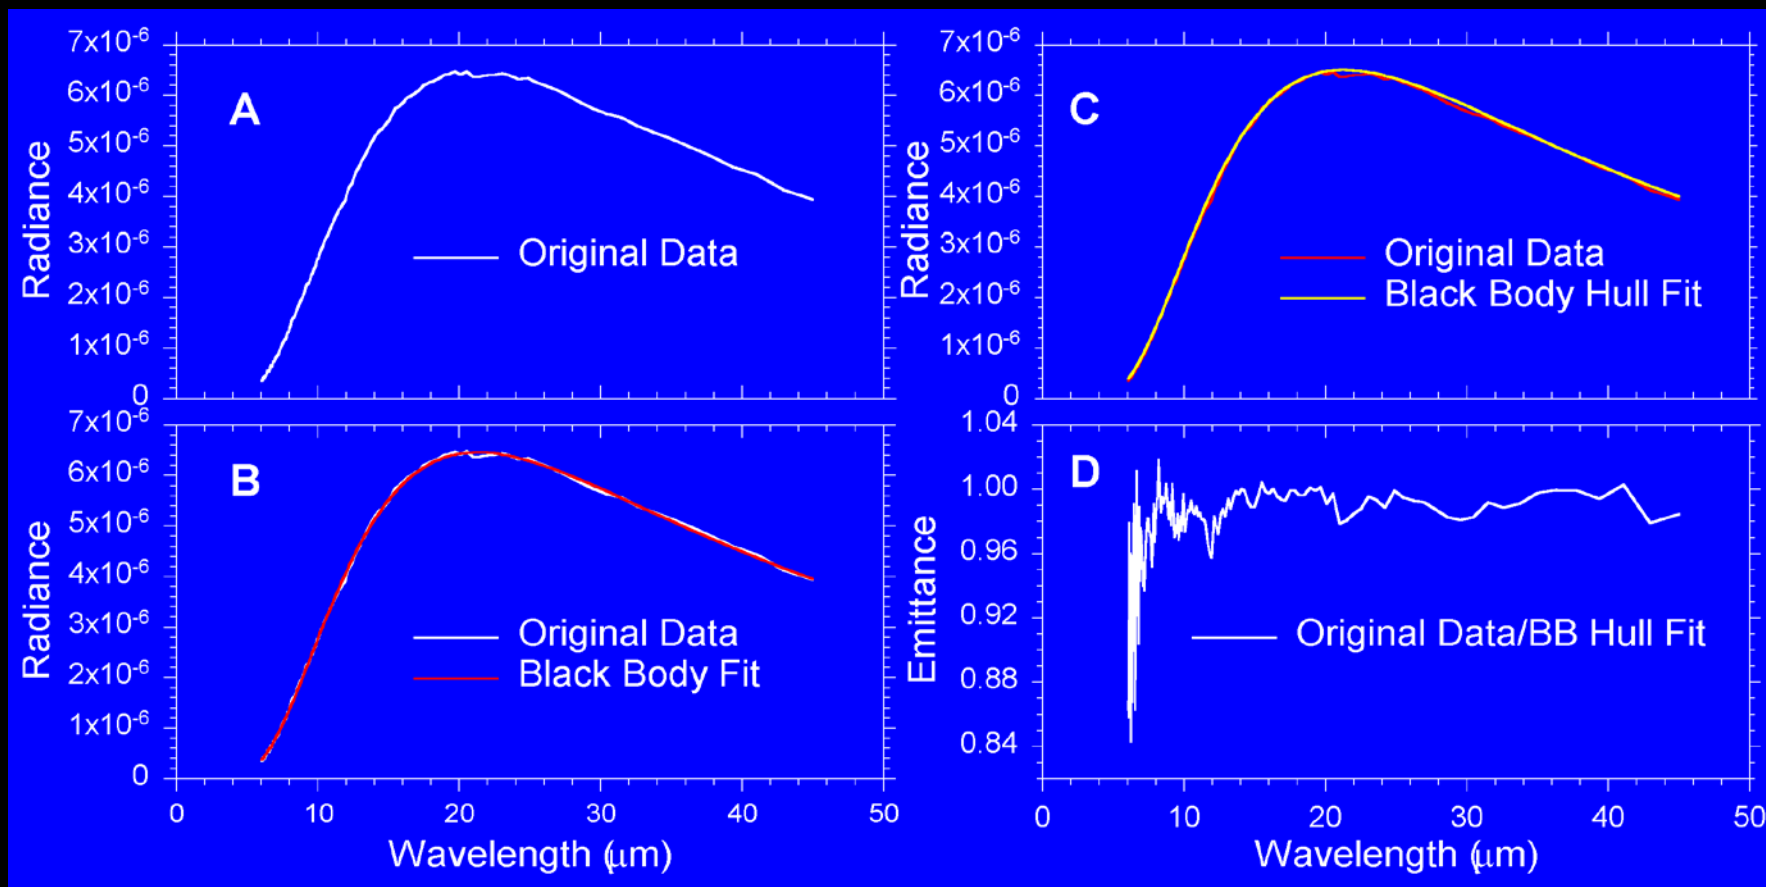 A
Radiance
7x10⁻⁶
6x10⁻⁶
5x10⁻⁶
4x10⁻⁶
3x10⁻⁶
2x10⁻⁶
1x10⁻⁶
0
Original Data
B
Radiance
7x10⁻⁶
6x10⁻⁶
5x10⁻⁶
4x10⁻⁶
3x10⁻⁶
2x10⁻⁶
1x10⁻⁶
0
Original Data
Black Body Fit
0 10 20 30 40 50
Wavelength (μm)
C
Radiance
7x10⁻⁶
6x10⁻⁶
5x10⁻⁶
4x10⁻⁶
3x10⁻⁶
2x10⁻⁶
1x10⁻⁶
0
Original Data
Black Body Hull Fit
D
Emittance
1.04
1.00
0.96
0.92
0.88
0.84
Original Data/BB Hull Fit
0 10 20 30 40 50
Wavelength (μm)